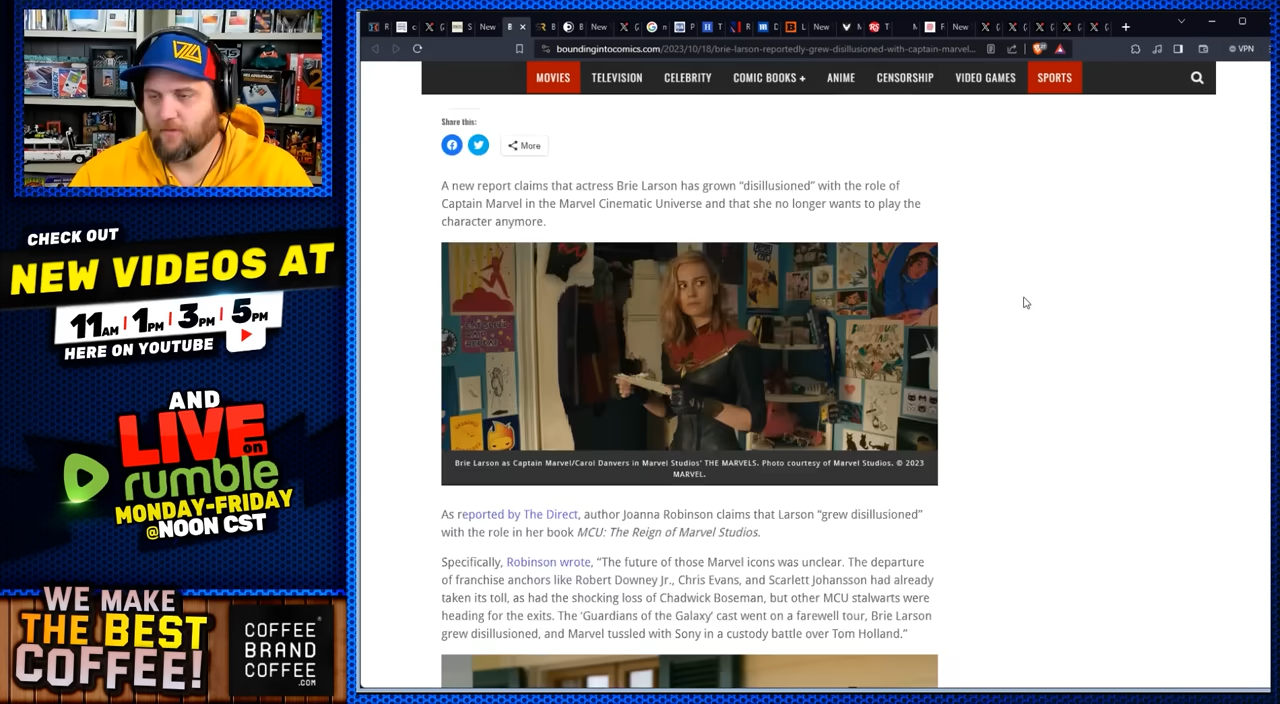 CHECK OUT
NEW VIDEOS AT
11AM | 1PM | 3PM | 5PM
HERE ON YOUTUBE
AND
LIVE on
rumble
MONDAY-FRIDAY
@NOON CST
WE MAKE
THE BEST
COFFEE!
COFFEE
BRAND
COFFEE
.COM
New
New
New
New
boundingintocomics.com/2023/10/18/brie-larson-reportedly-grew-disillusioned-with-captain-marvel...
VPN
MOVIES TELEVISION CELEBRITY COMIC BOOKS + ANIME CENSORSHIP VIDEO GAMES SPORTS
Share this:
More
A new report claims that actress Brie Larson has grown “disillusioned” with the role of
Captain Marvel in the Marvel Cinematic Universe and that she no longer wants to play the
character anymore.
Brie Larson as Captain Marvel/Carol Danvers in Marvel Studios' THE MARVELS. Photo courtesy of Marvel Studios. © 2023
MARVEL.
As reported by The Direct, author Joanna Robinson claims that Larson “grew disillusioned”
with the role in her book MCU: The Reign of Marvel Studios.
Specifically, Robinson wrote, “The future of those Marvel icons was unclear. The departure
of franchise anchors like Robert Downey Jr., Chris Evans, and Scarlett Johansson had already
taken its toll, as had the shocking loss of Chadwick Boseman, but other MCU stalwarts were
heading for the exits. The ‘Guardians of the Galaxy’ cast went on a farewell tour, Brie Larson
grew disillusioned, and Marvel tussled with Sony in a custody battle over Tom Holland.”